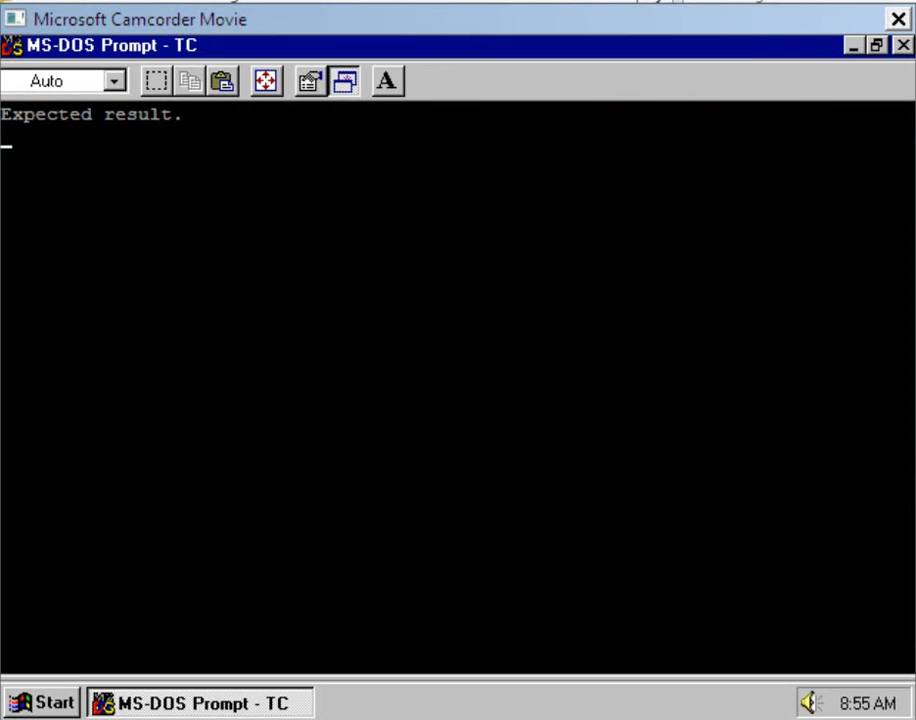 Microsoft Camcorder Movie
MS-DOS Prompt - TC
Auto
A
Expected result.
Start
MS-DOS Prompt - TC
8:55 AM